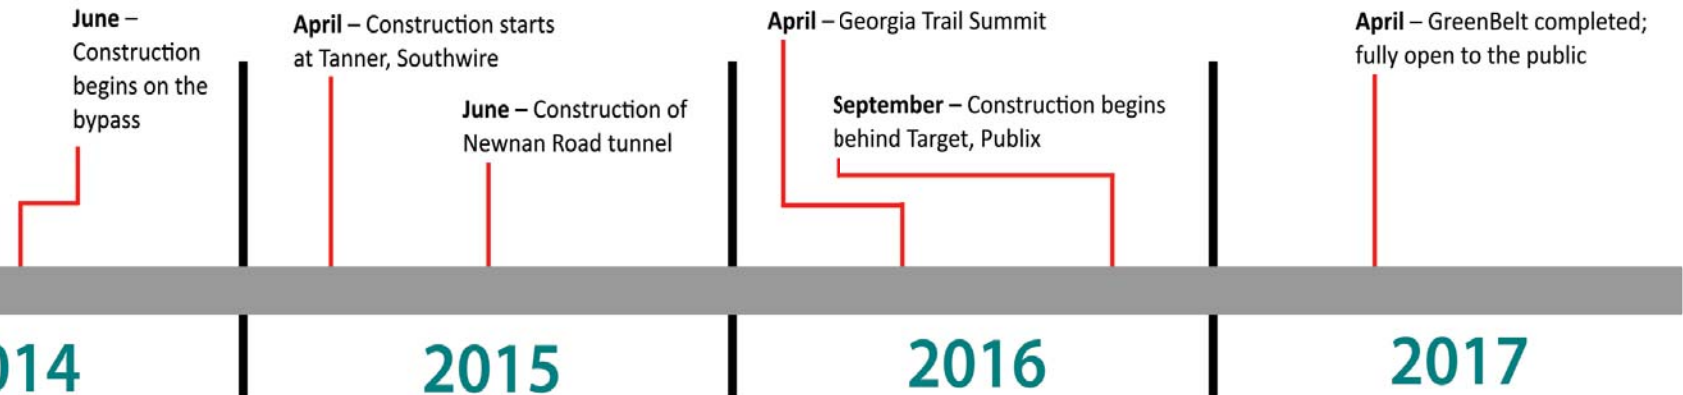 June –
Construction
begins on the
bypass
April – Construction starts
at Tanner, Southwire
June – Construction of
Newnan Road tunnel
April – Georgia Trail Summit
September – Construction begins
behind Target, Publix
April – GreenBelt completed;
fully open to the public
014
2015
2016
2017